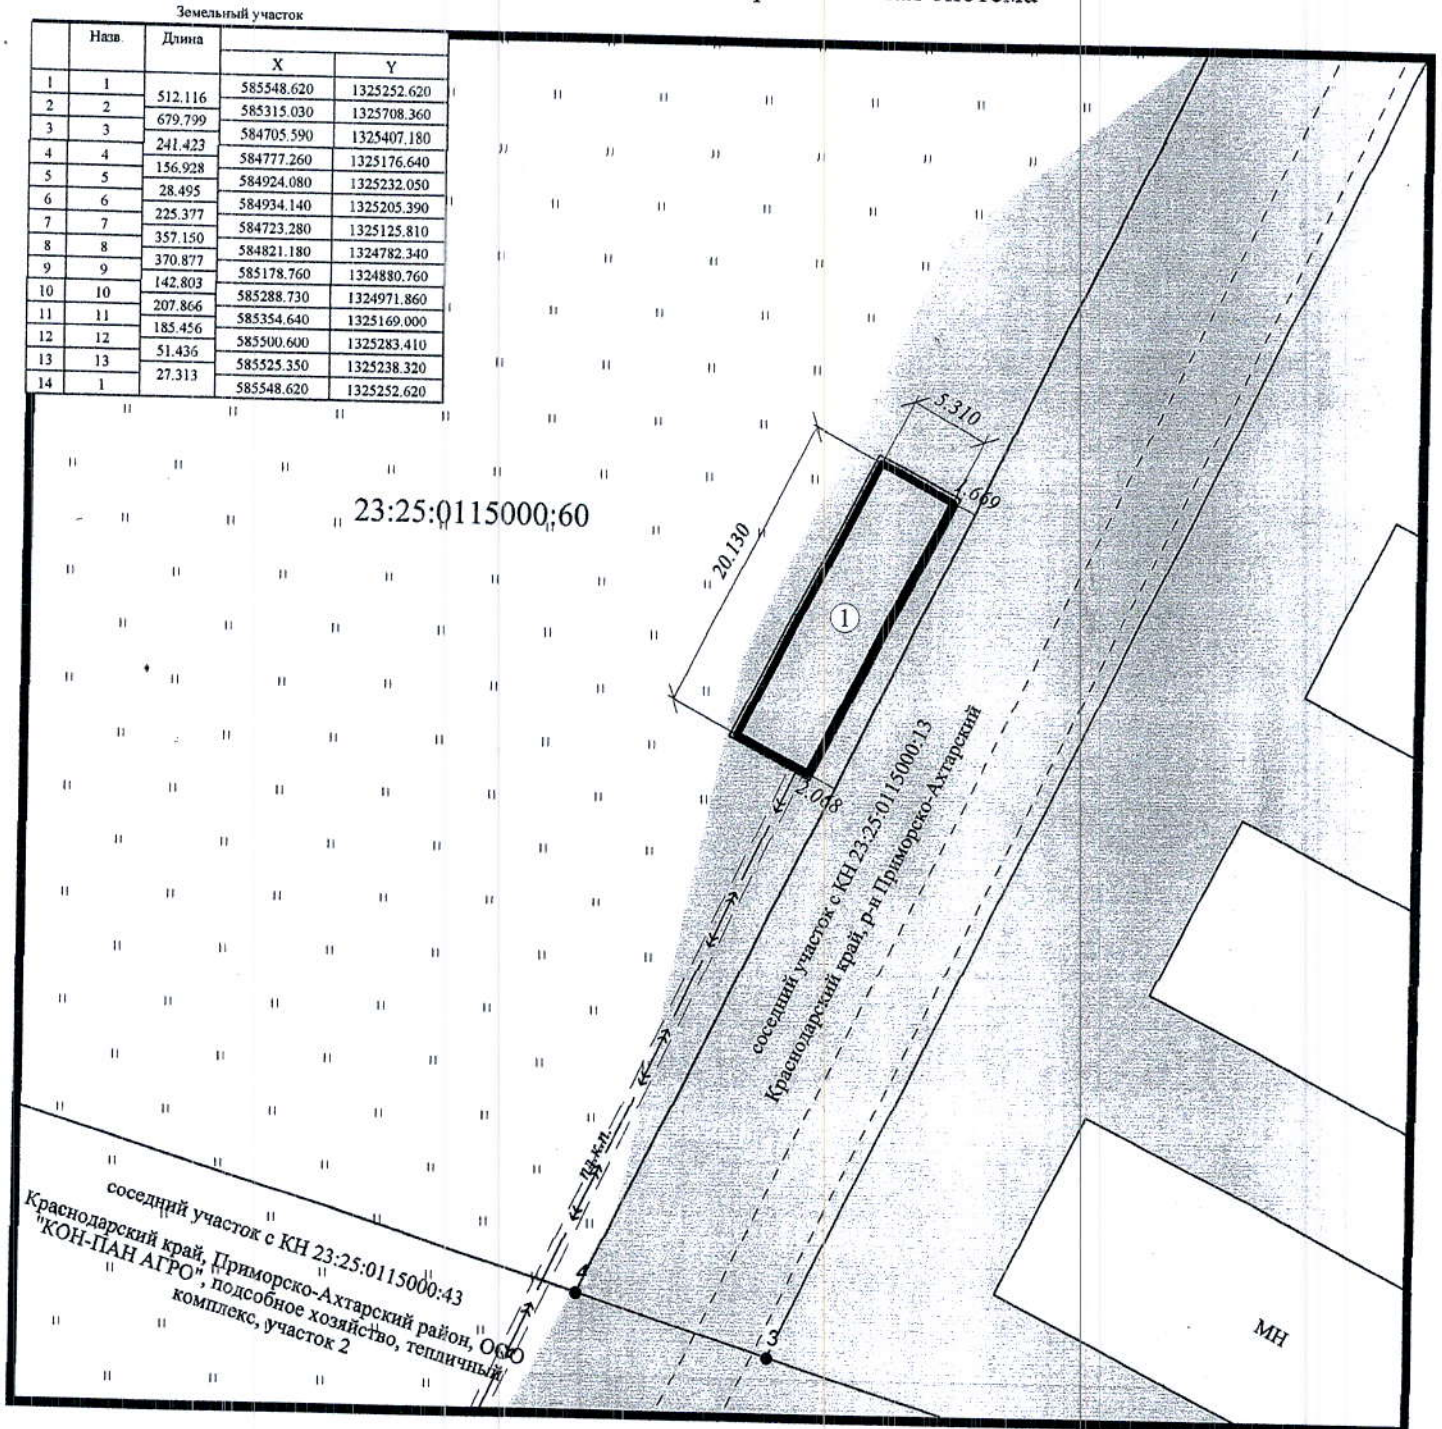 Земельный участок
Назв. Длина
X Y
1 1 585548.620 1325252.620
512.116
2 2 585315.030 1325708.360
679.799
3 3 584705.590 1325407.180
241.423
4 4 584777.260 1325176.640
156.928
5 5 584924.080 1325232.050
28.495
6 6 584934.140 1325205.390
225.377
7 7 584723.280 1325125.810
357.150
8 8 584821.180 1324782.340
370.877
9 9 585178.760 1324880.760
142.803
10 10 585288.730 1324971.860
207.866
11 11 585354.640 1325169.000
185.456
12 12 585500.600 1325283.410
51.436
13 13 585525.350 1325238.320
27.313
14 1 585548.620 1325252.620
5.310
1.669
23:25:0115000:60
20.130
1
2.068
соседний участок с КН 23:25:0115000:13
Краснодарский край, р-н Приморско-Ахтарский
пд.к.п.
соседний участок с КН 23:25:0115000:43
Краснодарский край, Приморско-Ахтарский район, ООО
"КОН-ПАН АГРО", подсобное хозяйство, тепличный
комплекс, участок 2
4
3
МН